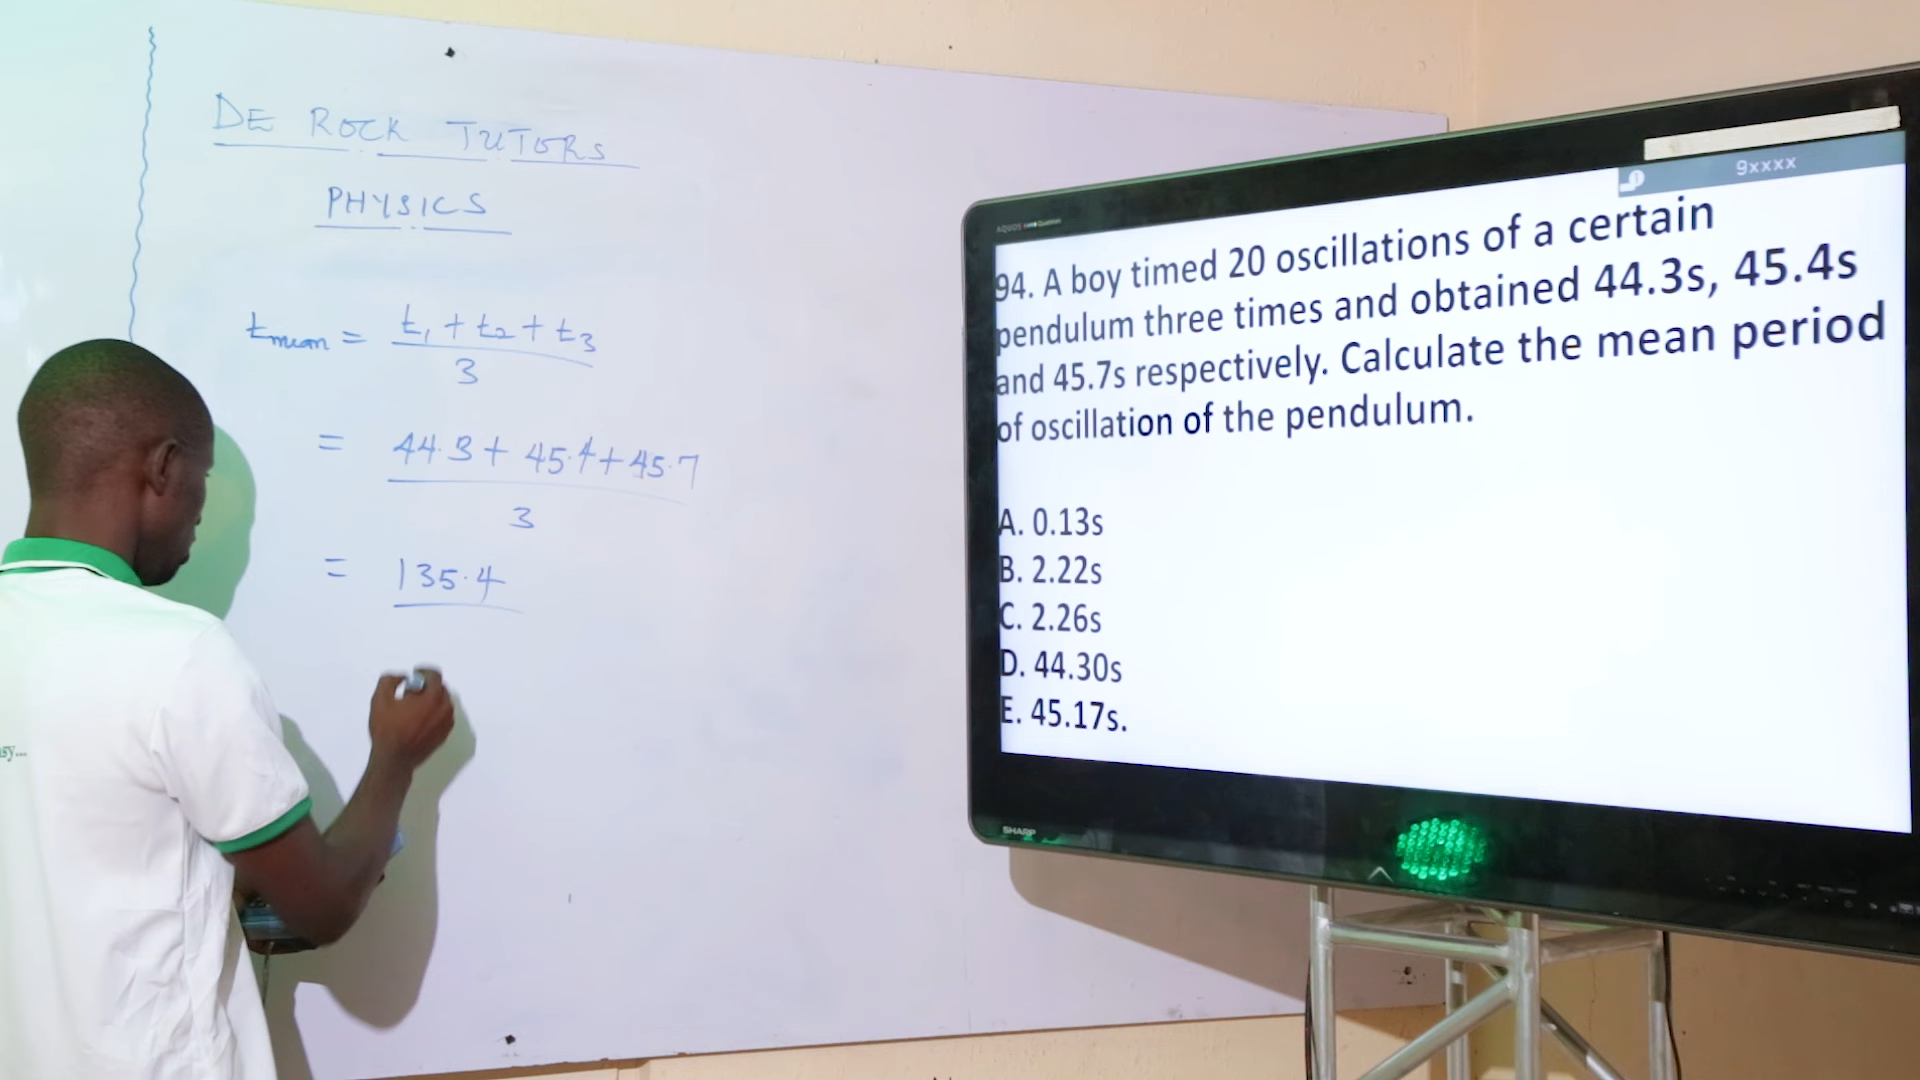 DE ROCK TUTORS
PHYSICS
tmean = t1 + t2 + t3
3
= 44.3 + 45.4 + 45.7
3
= 135.4
sy...
9xxxx
94. A boy timed 20 oscillations of a certain
pendulum three times and obtained 44.3s, 45.4s
and 45.7s respectively. Calculate the mean period
of oscillation of the pendulum.
A. 0.13s
B. 2.22s
C. 2.26s
D. 44.30s
E. 45.17s.
AQUOS
SHARP